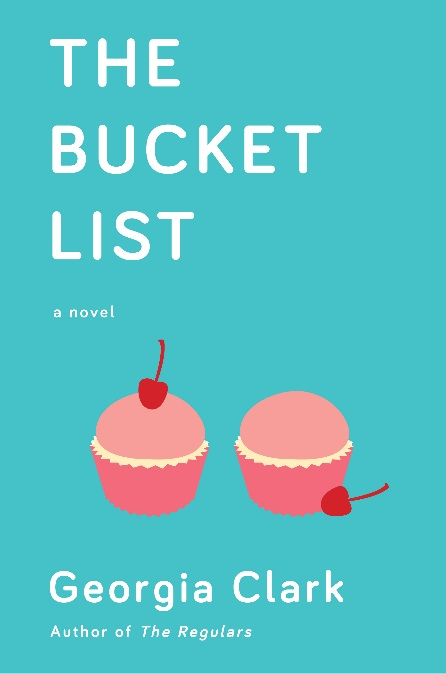 THE
BUCKET
LIST
a novel
Georgia Clark
Author of The Regulars